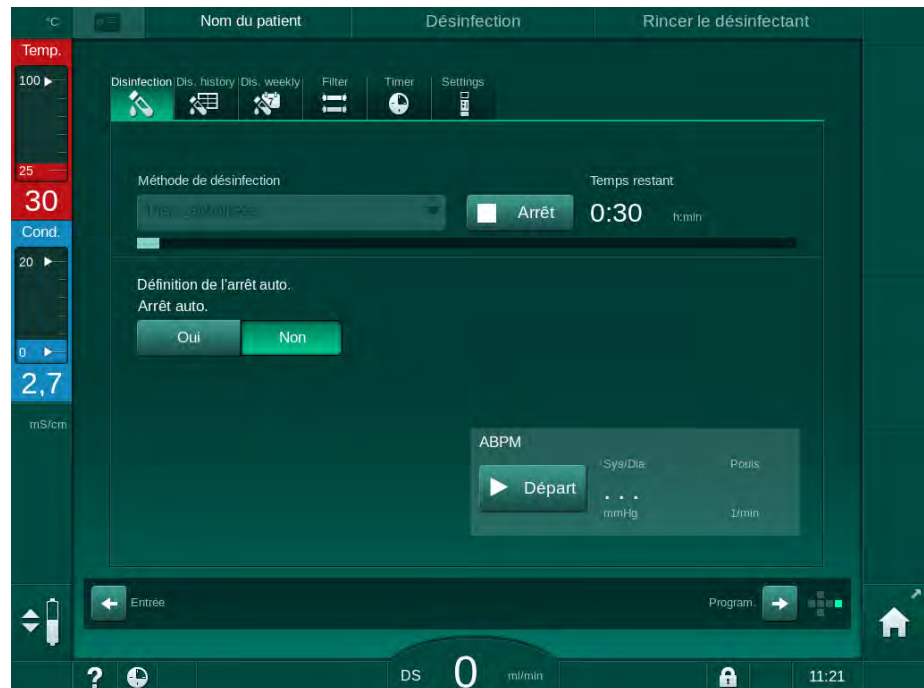 °C
Nom du patient
Désinfection
Rincer le désinfectant
Temp.
100
25
30
Cond.
20
0
2,7
mS/cm
Disinfection
Dis. history
Dis. weekly
Filter
Timer
Settings
7
Méthode de désinfection
Temps restant
Arrêt
0:30 h:min
Définition de l'arrêt auto.
Arrêt auto.
Oui
Non
ABPM
Sys/Dia.
Pouls
Départ
. . .
mmHg
1/min
Entrée
Program.
?
DS 0 ml/min
11:21